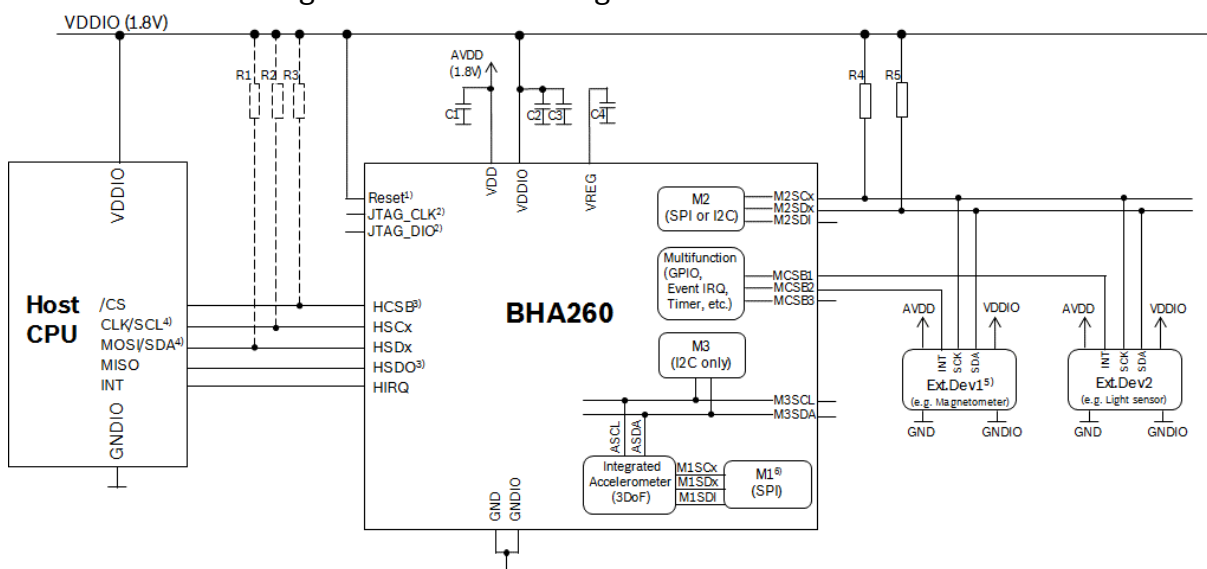 VDDIO (1.8V)
R1
R2
R3
AVDD
(1.8V)
C1
C2
C3
C4
R4
R5
VDDIO
VDD
VDDIO
VREG
Reset1)
JTAG_CLK2)
JTAG_DIO2)
M2
(SPI or I2C)
M2SCx
M2SDx
M2SDI
Multifunction
(GPIO,
Event IRQ,
Timer, etc.)
MCSB1
MCSB2
MCSB3
Host
CPU
/CS
CLK/SCL4)
MOSI/SDA4)
MISO
INT
GNDIO
HCSB3)
HSCx
HSDx
HSDO3)
HIRQ
BHA260
M3
(I2C only)
M3SCL
M3SDA
ASCL
ASDA
Integrated
Accelerometer
(3DoF)
M1SCx
M1SDx
M1SDI
M16)
(SPI)
GND
GNDIO
AVDD
VDDIO
INT
SCK
SDA
Ext.Dev15)
(e.g. Magnetometer)
GND
GNDIO
AVDD
VDDIO
INT
SCK
SDA
Ext.Dev2
(e.g. Light sensor)
GND
GNDIO